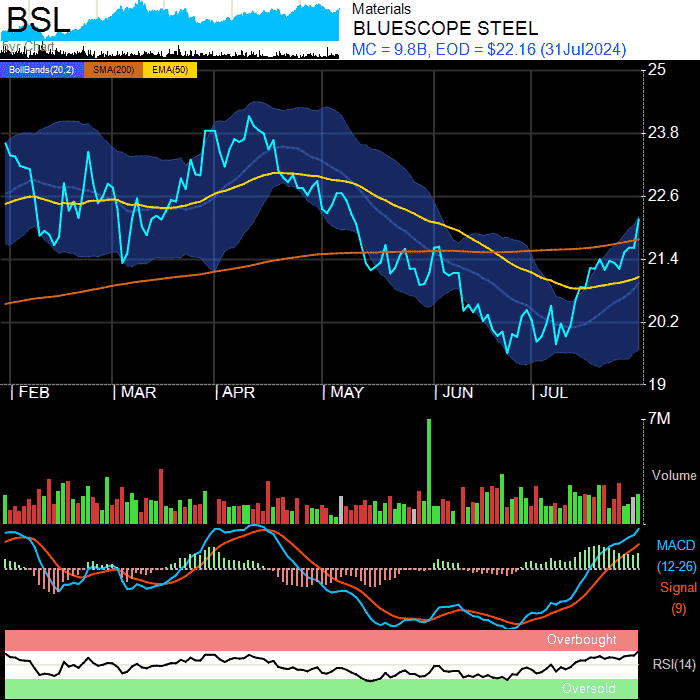 BSL
Materials
BLUESCOPE STEEL
MC = 9.8B, EOD = $22.16 (31Jul2024)
BollBands(20,2) SMA(200) EMA(50)
25
23.8
22.6
21.4
20.2
19
FEB MAR APR MAY JUN JUL
7M
Volume
MACD
(12-26)
Signal
(9)
Overbought
RSI(14)
Oversold